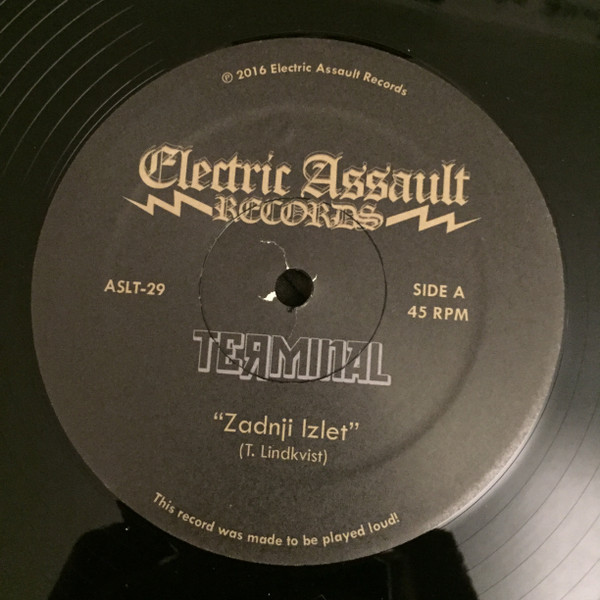 ℗ 2016 Electric Assault Records
Electric Assault
RECORDS
ASLT-29
SIDE A
45 RPM
TEЯMINAL
“Zadnji Izlet”
(T. Lindkvist)
This record was made to be played loud!